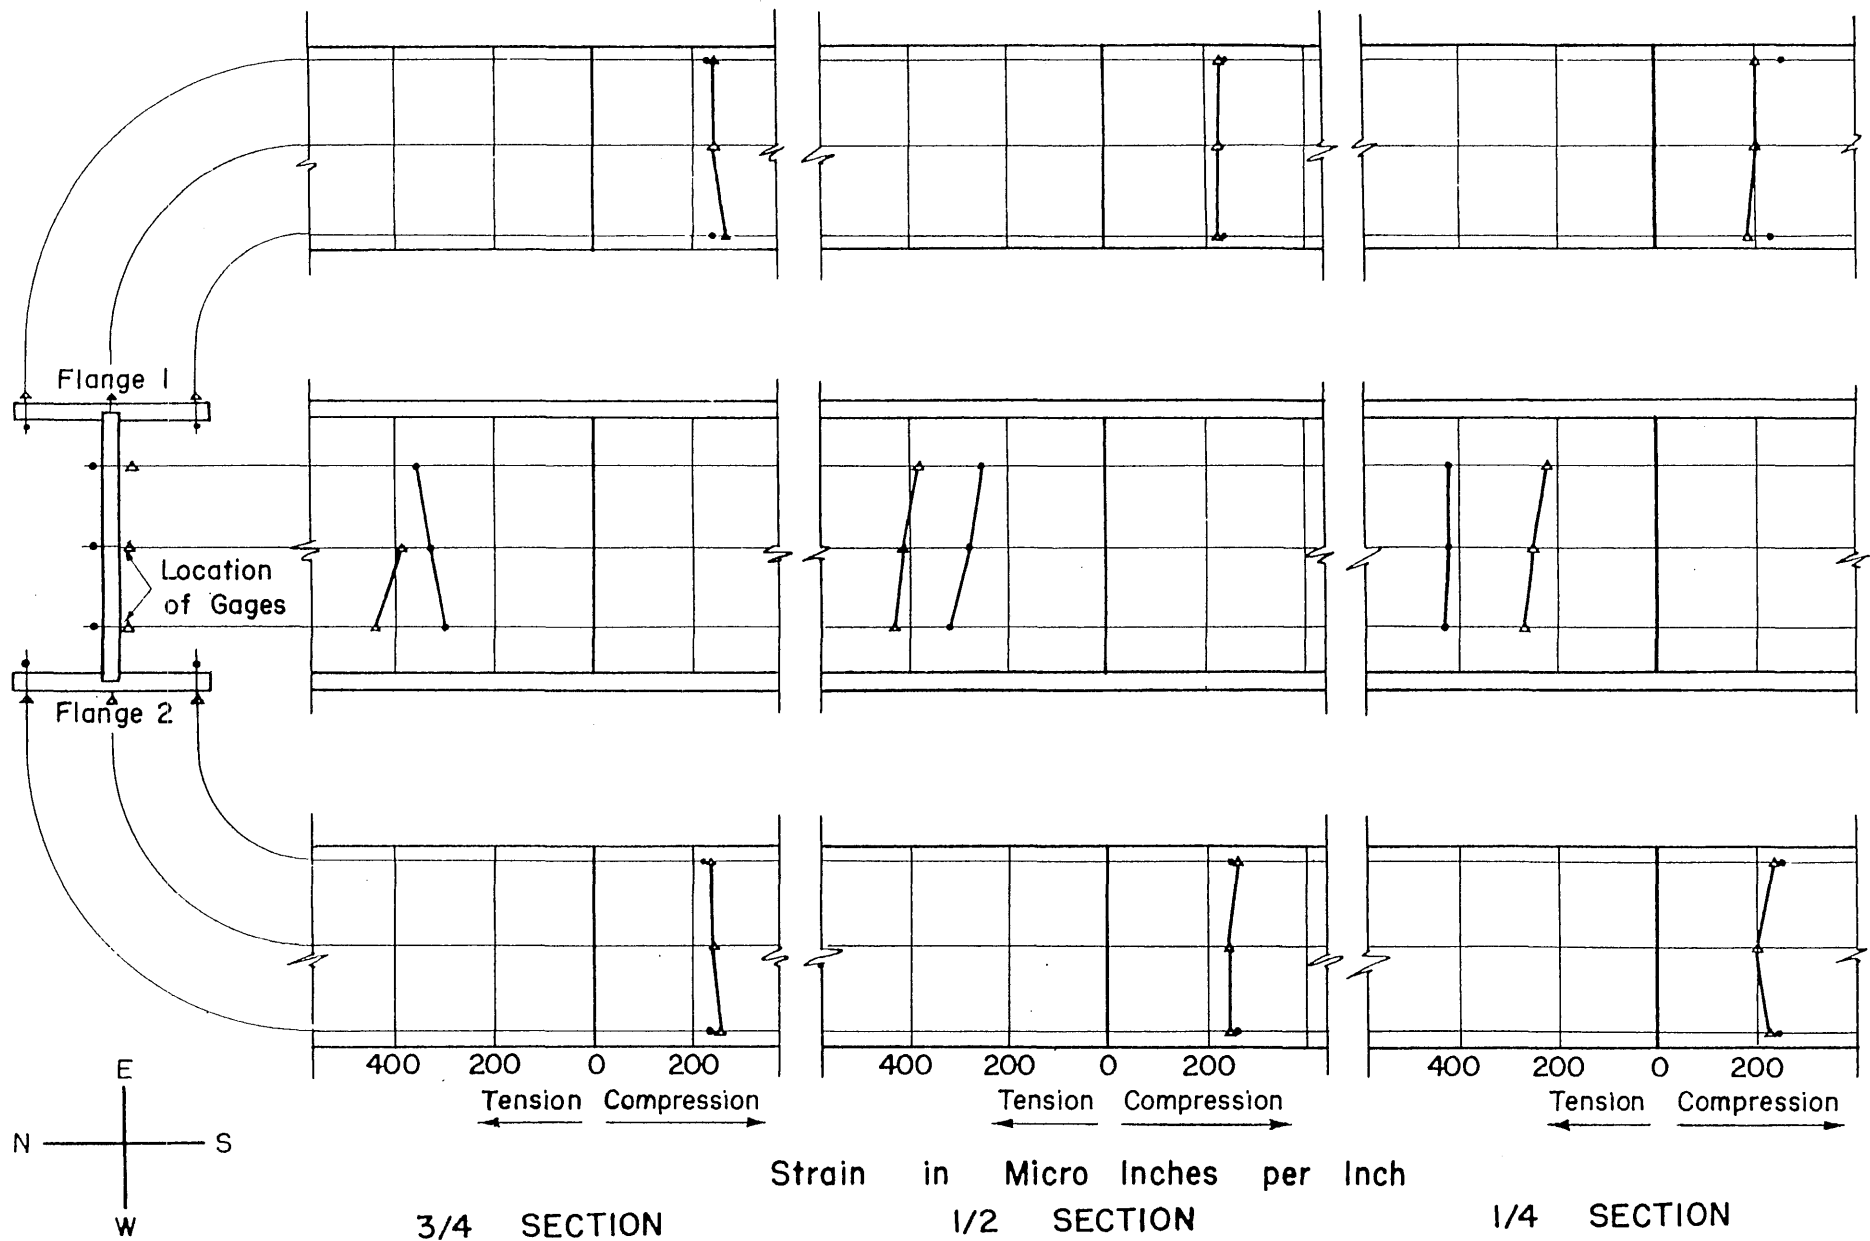 Flange 1
Location
of Gages
Flange 2
400 200 0 200
400 200 0 200
400 200 0 200
Tension Compression
Tension Compression
Tension Compression
E
N S
W
Strain in Micro Inches per Inch
3/4 SECTION
1/2 SECTION
1/4 SECTION